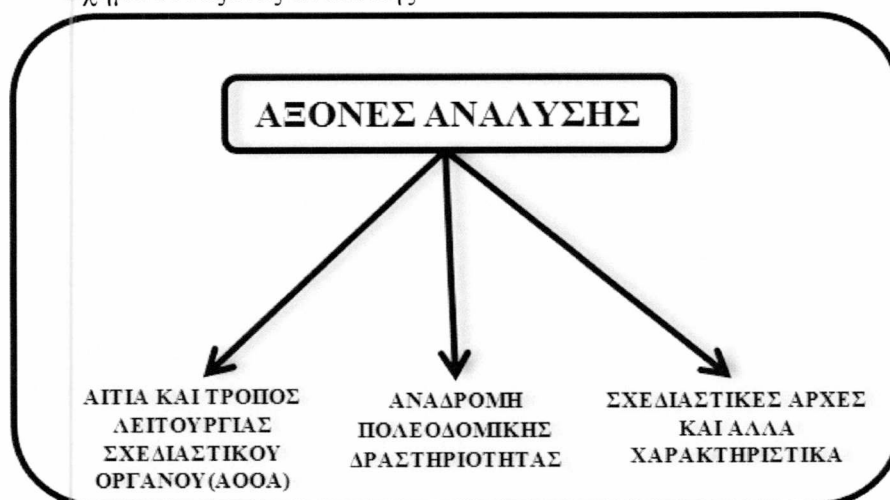 ΑΞΟΝΕΣ ΑΝΑΛΥΣΗΣ
ΑΙΤΙΑ ΚΑΙ ΤΡΟΠΟΣ
ΛΕΙΤΟΥΡΓΙΑΣ
ΣΧΕΔΙΑΣΤΙΚΟΥ
ΟΡΓΑΝΟΥ(ΑΟΟΑ)
ΑΝΑΔΡΟΜΗ
ΠΟΛΕΟΔΟΜΙΚΗΣ
ΔΡΑΣΤΗΡΙΟΤΗΤΑΣ
ΣΧΕΔΙΑΣΤΙΚΕΣ ΑΡΧΕΣ
ΚΑΙ ΑΛΛΑ
ΧΑΡΑΚΤΗΡΙΣΤΙΚΑ